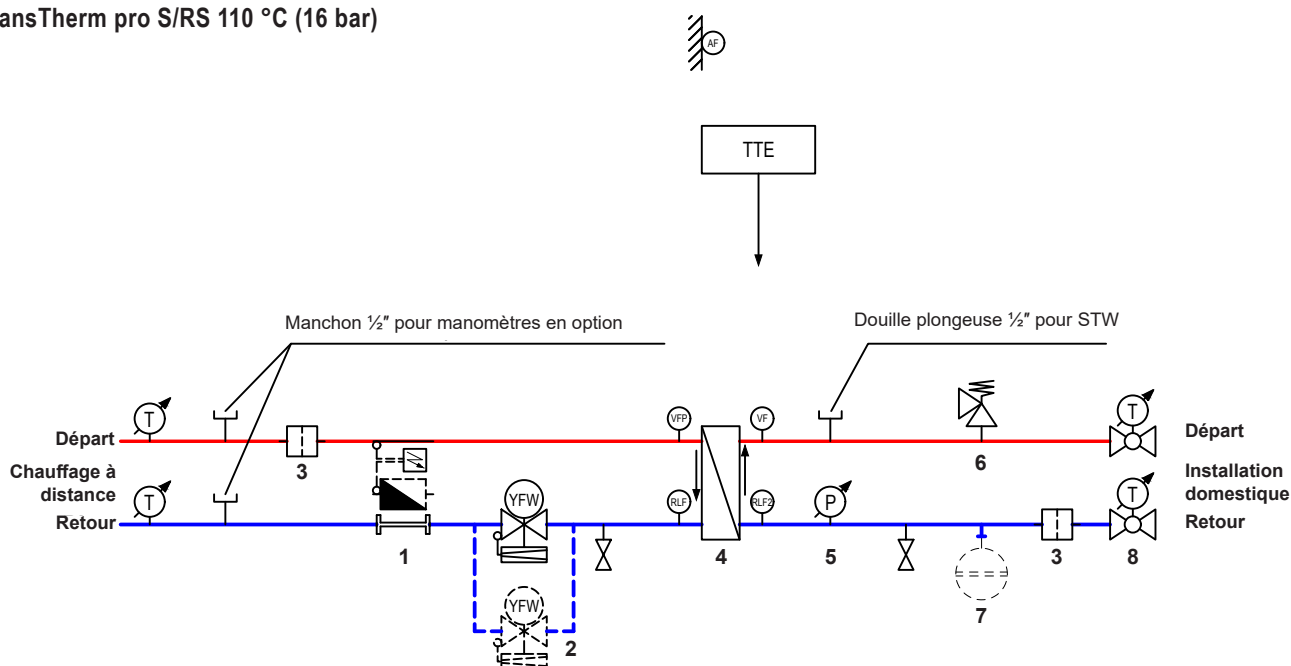 ansTherm pro S/RS 110 °C (16 bar)
AF
TTE
Manchon ½" pour manomètres en option
Douille plongeuse ½" pour STW
T
VFP
VF
T
Départ
3
6
Départ
Chauffage à
distance
Installation
domestique
T
YFW
RLF
RLF2
P
T
Retour
Retour
1
4
5
3
8
YFW
2
7